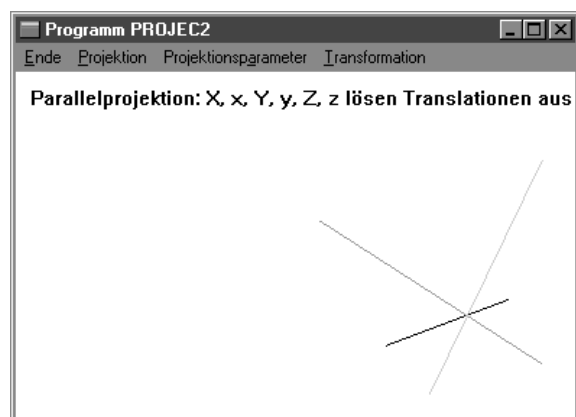 Programm PROJEC2
Ende Projektion Projektionsparameter Transformation
Parallelprojektion: X, x, Y, y, Z, z lösen Translationen aus